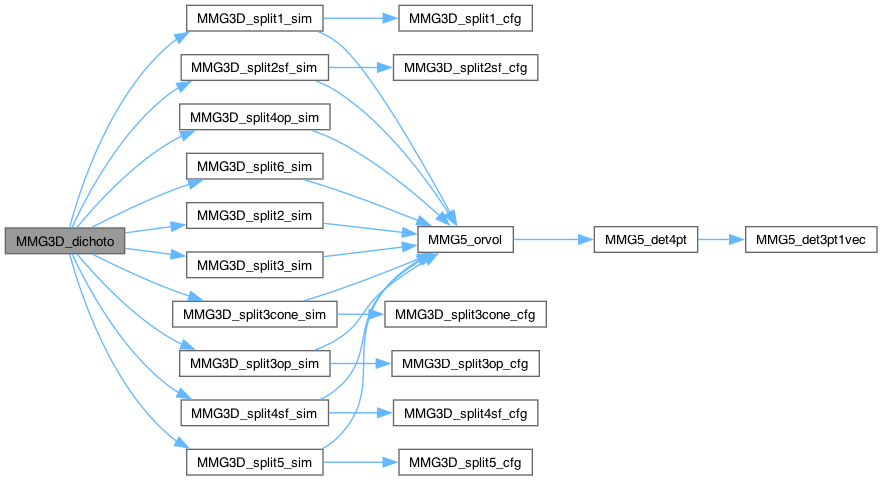 MMG3D_split1_sim
MMG3D_split1_cfg
MMG3D_split2sf_sim
MMG3D_split2sf_cfg
MMG3D_split4op_sim
MMG3D_split6_sim
MMG3D_split2_sim
MMG3D_dichoto
MMG5_orvol
MMG5_det4pt
MMG5_det3pt1vec
MMG3D_split3_sim
MMG3D_split3cone_sim
MMG3D_split3cone_cfg
MMG3D_split3op_sim
MMG3D_split3op_cfg
MMG3D_split4sf_sim
MMG3D_split4sf_cfg
MMG3D_split5_sim
MMG3D_split5_cfg